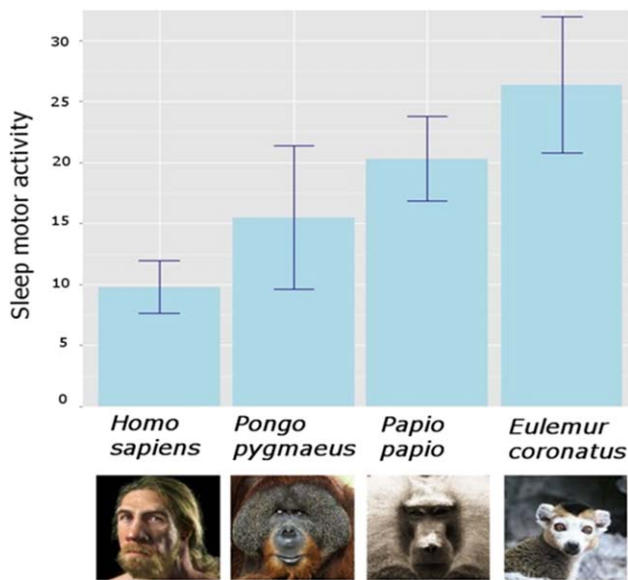 Sleep motor activity
30
25
20
15
10
5
0
Homo
sapiens
Pongo
pygmaeus
Papio
papio
Eulemur
coronatus